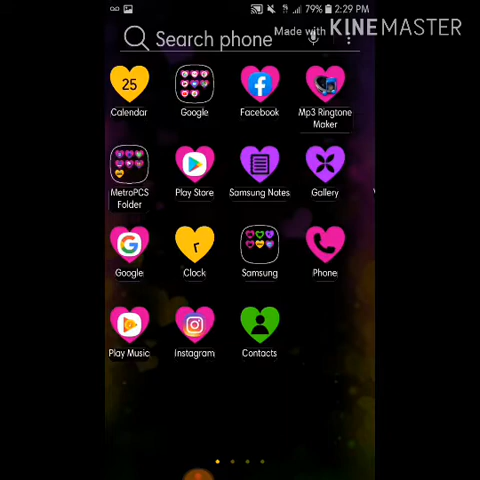 79% 2:29 PM
Made with KINEMASTER
Search phone
25
Calendar
Google
Facebook
Mp3 Ringtone
Maker
MetroPCS
Folder
Play Store
Samsung Notes
Gallery
Google
Clock
Samsung
Phone
Play Music
Instagram
Contacts